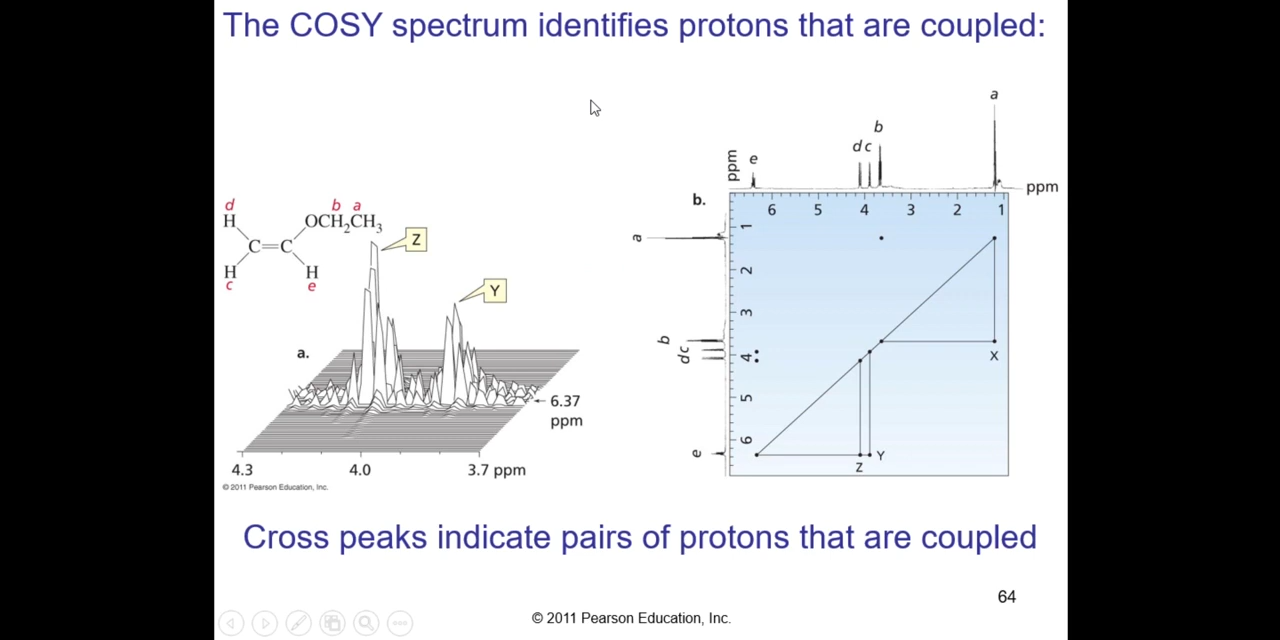 The COSY spectrum identifies protons that are coupled:
d
H
b a
OCH₂CH₃
C=C
H
c
H
e
Z
Y
a.
6.37
ppm
4.3
4.0
3.7 ppm
© 2011 Pearson Education, Inc.
b.
ppm
e
d c
b
a
ppm
6 5 4 3 2 1
a
1
2
3
b
d c
4
5
6
e
X
Z
Y
Cross peaks indicate pairs of protons that are coupled
64
© 2011 Pearson Education, Inc.